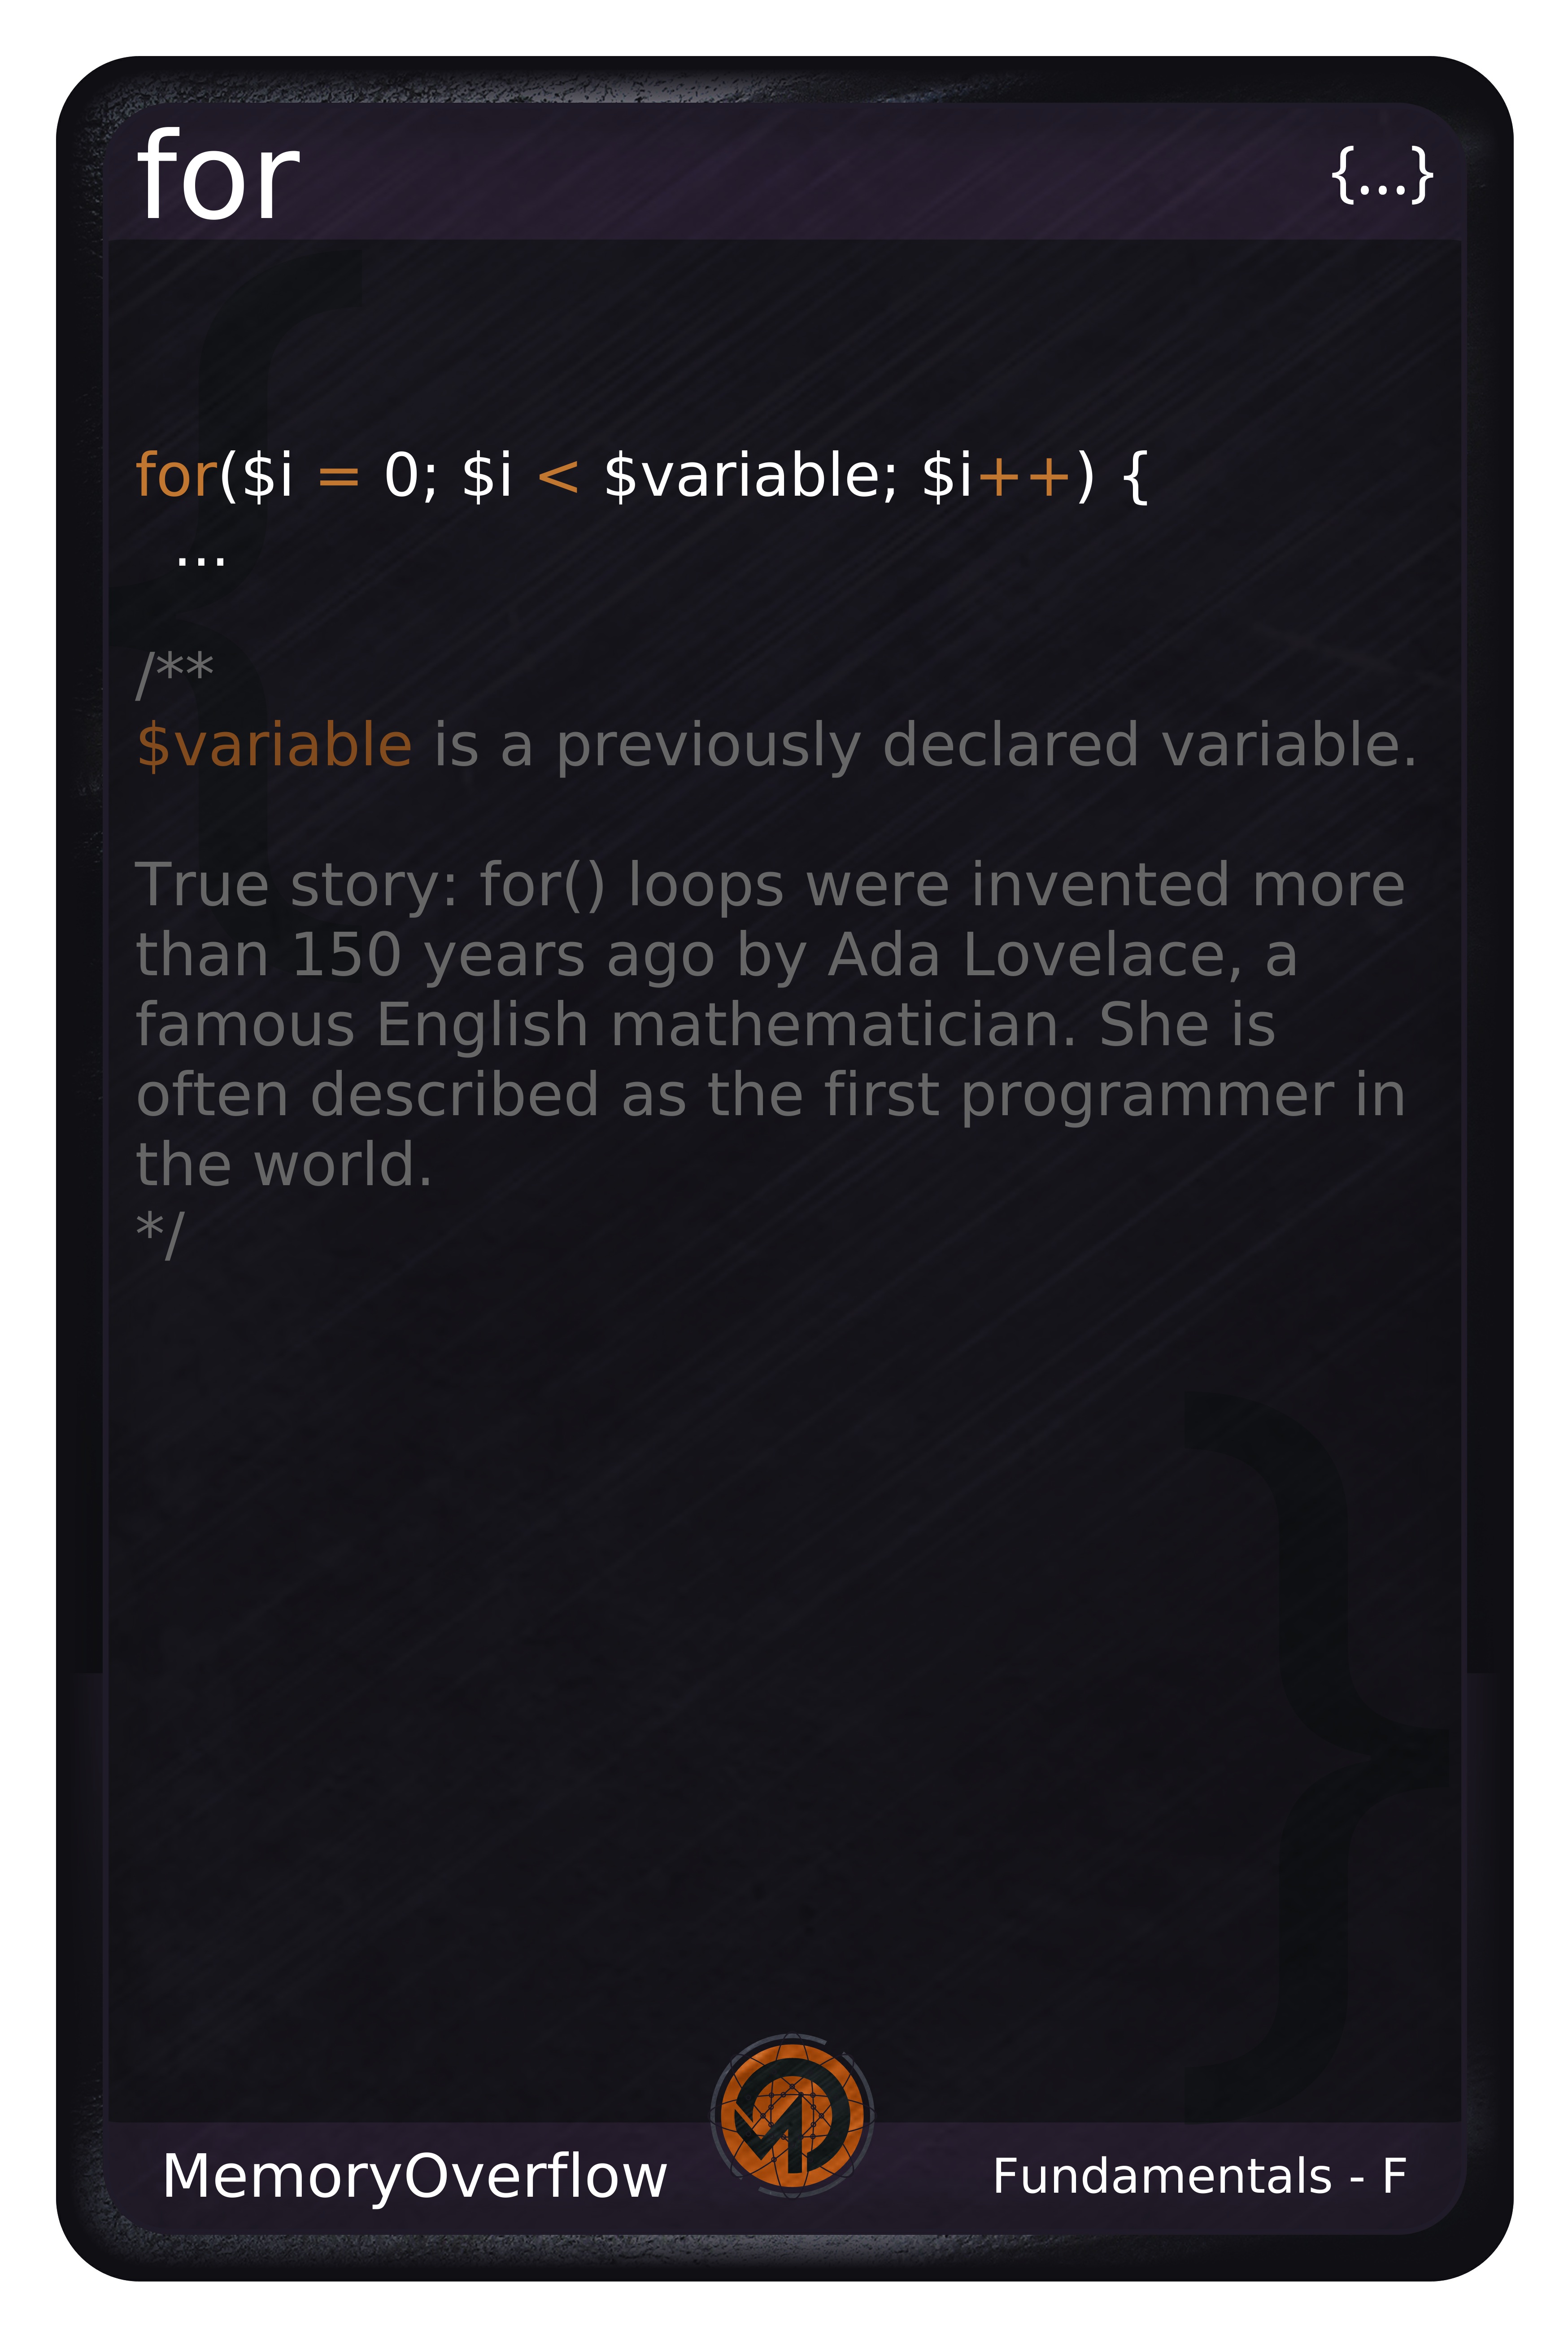 for
{...}
for($i = 0; $i < $variable; $i++) {
...
/**
$variable is a previously declared variable.
True story: for() loops were invented more
than 150 years ago by Ada Lovelace, a
famous English mathematician. She is
often described as the first programmer in
the world.
*/
MemoryOverflow
Fundamentals - F